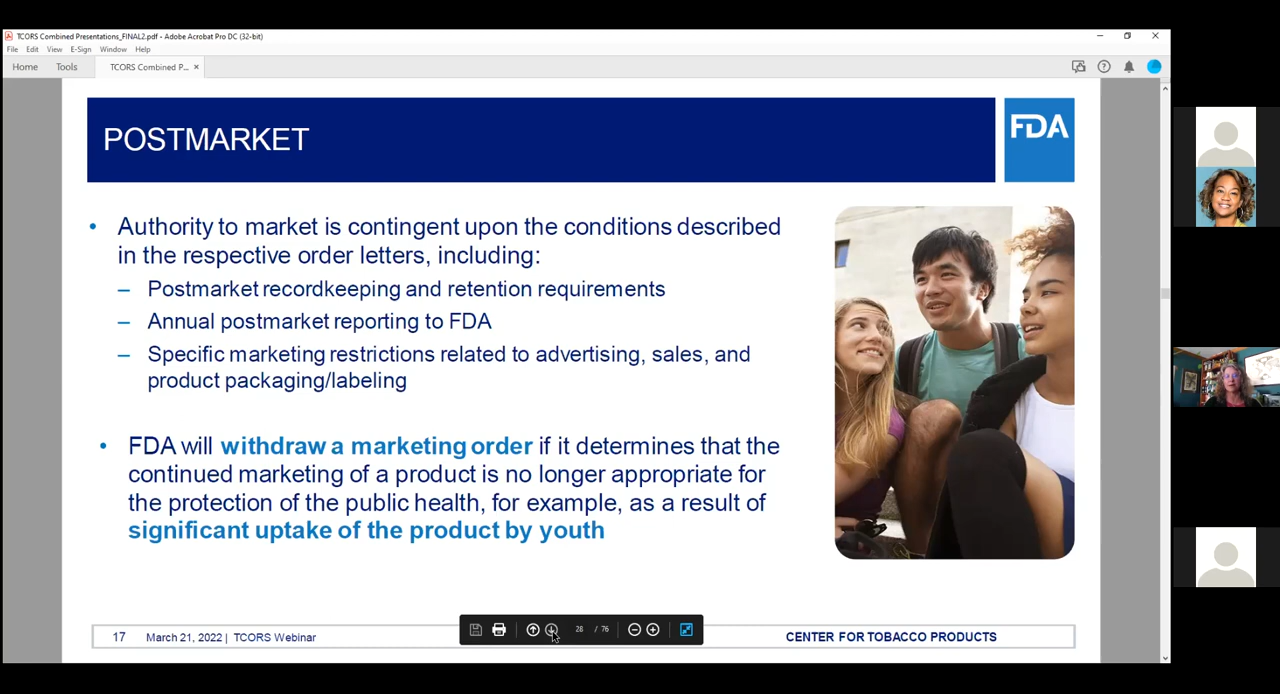 TCORS Combined Presentations_FINAL2.pdf - Adobe Acrobat Pro DC (32-bit)
File Edit View E-Sign Window Help
Home Tools TCORS Combined P... ×
POSTMARKET
FDA
• Authority to market is contingent upon the conditions described
in the respective order letters, including:
– Postmarket recordkeeping and retention requirements
– Annual postmarket reporting to FDA
– Specific marketing restrictions related to advertising, sales, and
product packaging/labeling
• FDA will withdraw a marketing order if it determines that the
continued marketing of a product is no longer appropriate for
the protection of the public health, for example, as a result of
significant uptake of the product by youth
28 / 76
17 March 21, 2022 | TCORS Webinar
CENTER FOR TOBACCO PRODUCTS